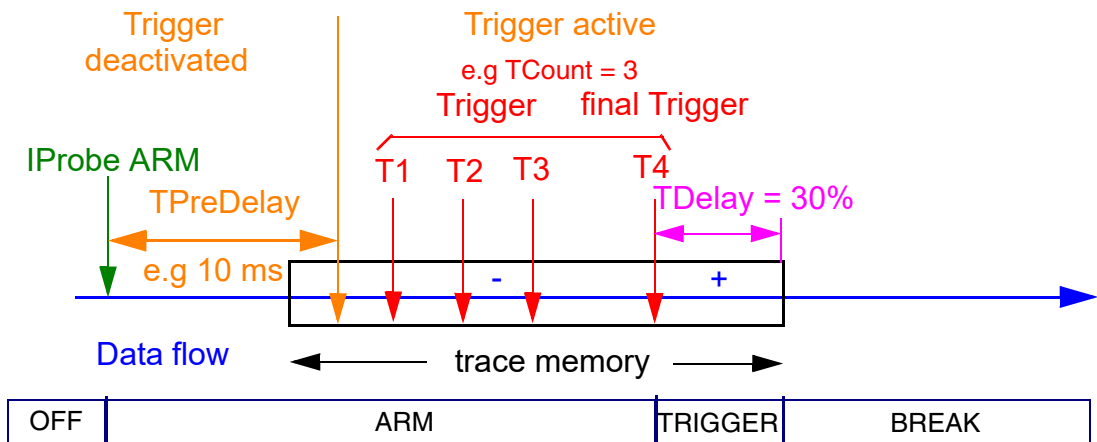 Trigger
deactivated
Trigger active
e.g TCount = 3
Trigger final Trigger
IProbe ARM
T1 T2 T3 T4
TPreDelay
TDelay = 30%
e.g 10 ms
- +
Data flow
trace memory
OFF ARM TRIGGER BREAK